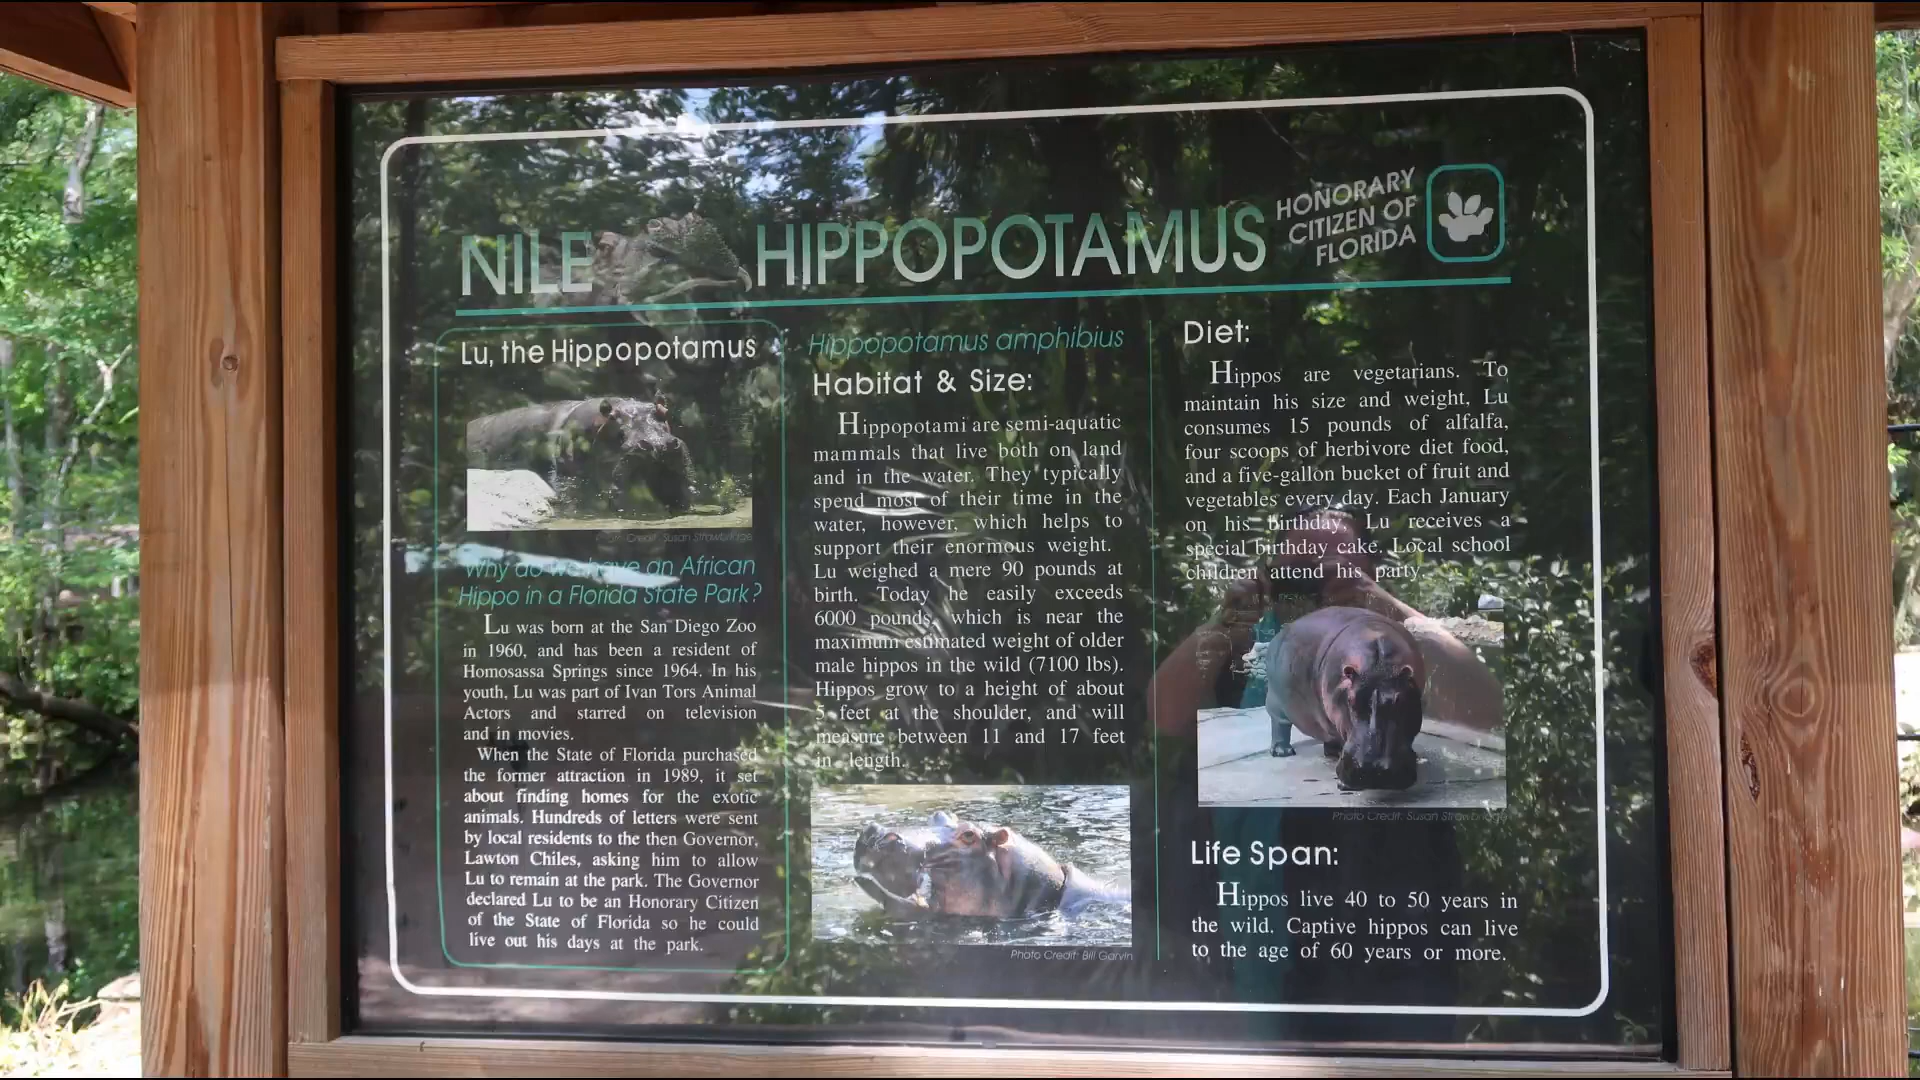 NILE HIPPOPOTAMUS
HONORARY
CITIZEN OF
FLORIDA
Lu, the Hippopotamus
Photo Credit: Susan Strawbridge
Why do we have an African
Hippo in a Florida State Park?
Lu was born at the San Diego Zoo
in 1960, and has been a resident of
Homosassa Springs since 1964. In his
youth, Lu was part of Ivan Tors Animal
Actors and starred on television
and in movies.
When the State of Florida purchased
the former attraction in 1989, it set
about finding homes for the exotic
animals. Hundreds of letters were sent
by local residents to the then Governor,
Lawton Chiles, asking him to allow
Lu to remain at the park. The Governor
declared Lu to be an Honorary Citizen
of the State of Florida so he could
live out his days at the park.
Hippopotamus amphibius
Habitat & Size:
Hippopotami are semi-aquatic
mammals that live both on land
and in the water. They typically
spend most of their time in the
water, however, which helps to
support their enormous weight.
Lu weighed a mere 90 pounds at
birth. Today he easily exceeds
6000 pounds, which is near the
maximum estimated weight of older
male hippos in the wild (7100 lbs).
Hippos grow to a height of about
5 feet at the shoulder, and will
measure between 11 and 17 feet
in length.
Photo Credit: Bill Garvin
Diet:
Hippos are vegetarians. To
maintain his size and weight, Lu
consumes 15 pounds of alfalfa,
four scoops of herbivore diet food,
and a five-gallon bucket of fruit and
vegetables every day. Each January
on his birthday, Lu receives a
special birthday cake. Local school
children attend his party.
Photo Credit: Susan Strawbridge
Life Span:
Hippos live 40 to 50 years in
the wild. Captive hippos can live
to the age of 60 years or more.